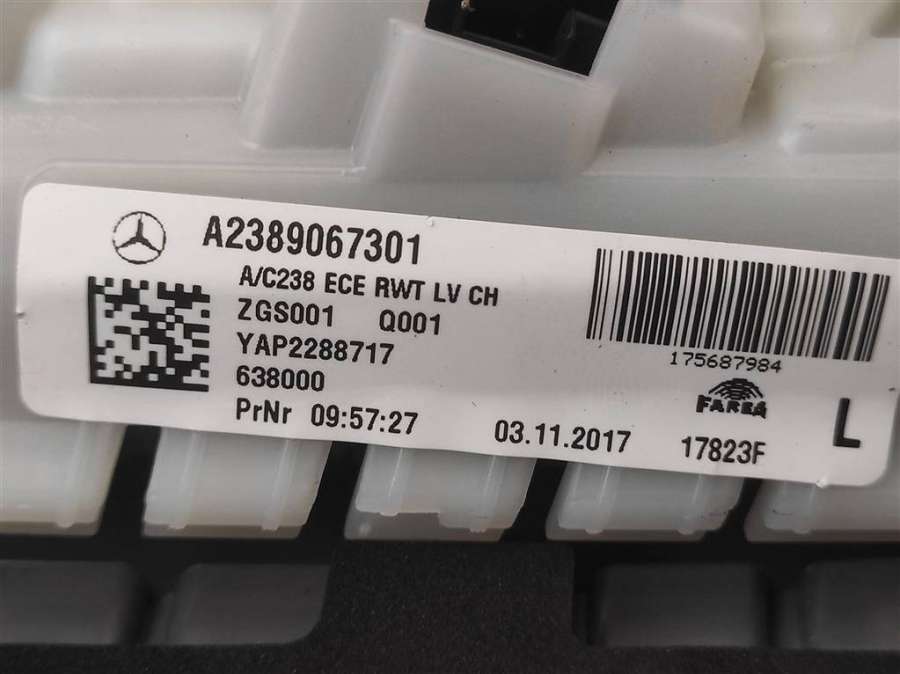 A2389067301
A/C238 ECE RWT LV CH
ZGS001 Q001
YAP2288717
638000
PrNr 09:57:27
03.11.2017
175687984
FARBA
17823F
L